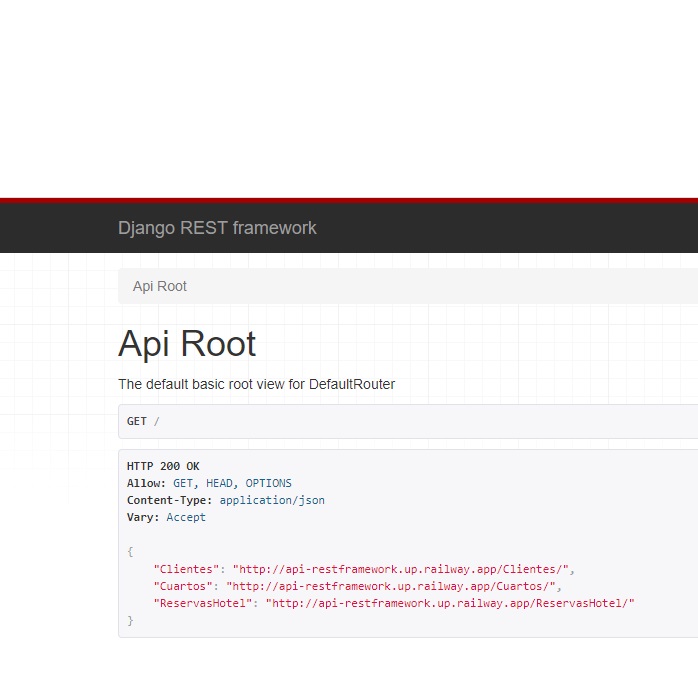 Django REST framework
Api Root
Api Root
The default basic root view for DefaultRouter
GET /
HTTP 200 OK
Allow: GET, HEAD, OPTIONS
Content-Type: application/json
Vary: Accept
{
    "Clientes": "http://api-restframework.up.railway.app/Clientes/",
    "Cuartos": "http://api-restframework.up.railway.app/Cuartos/",
    "ReservasHotel": "http://api-restframework.up.railway.app/ReservasHotel/"
}